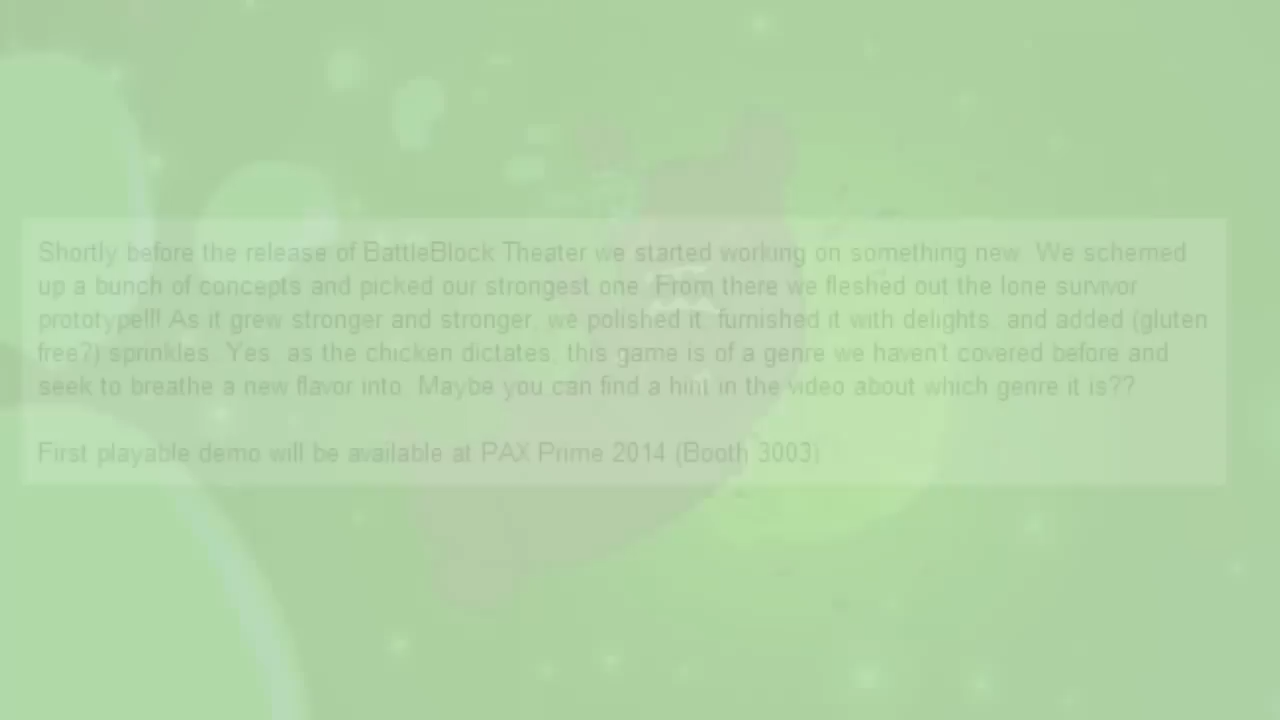 Shortly before the release of BattleBlock Theater we started working on something new. We schemed
up a bunch of concepts and picked our strongest one. From there we fleshed out the lone survivor
prototype!!! As it grew stronger and stronger, we polished it, furnished it with delights, and added (gluten
free?) sprinkles. Yes, as the chicken dictates, this game is of a genre we haven't covered before and
seek to breathe a new flavor into. Maybe you can find a hint in the video about which genre it is??
First playable demo will be available at PAX Prime 2014 (Booth 3003)